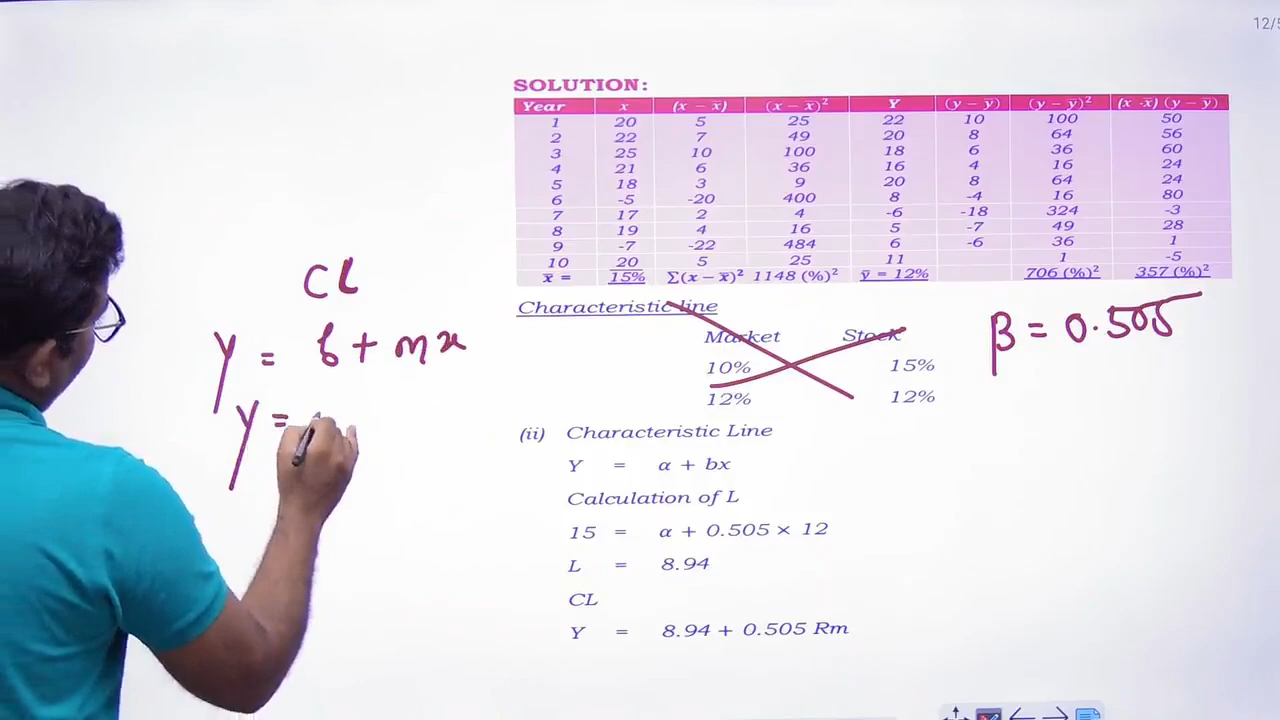 12/5
SOLUTION:
Year x (x − x̅) (x − x̅)² Y (y − y̅) (y − y̅)² (x -x̅) (y − y̅)
1 20 5 25 22 10 100 50
2 22 7 49 20 8 64 56
3 25 10 100 18 6 36 60
4 21 6 36 16 4 16 24
5 18 3 9 20 8 64 24
6 -5 -20 400 8 -4 16 80
7 17 2 4 -6 -18 324 -3
8 19 4 16 5 -7 49 28
9 -7 -22 484 6 -6 36 1
10 20 5 25 11 1 -5
x̅ = 15% Σ(x − x̅)² 1148 (%)² y̅ = 12% 706 (%)² 357 (%)²
Characteristic line
Market Stock
10% 15%
12% 12%
β = 0.505
(ii) Characteristic Line
Y = α + bx
Calculation of L
15 = α + 0.505 × 12
L = 8.94
CL
Y = 8.94 + 0.505 Rm
CL
y = b + mx
y =